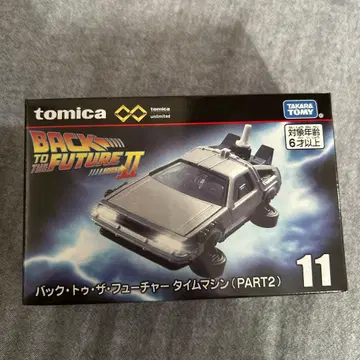 tomica
tomica
unlimited
TAKARA
TOMY
対象年齢
6才以上
BACK
TO
THE
FUTURE
PART
II
11
バック・トゥ・ザ・フューチャー タイムマシン(PART2)